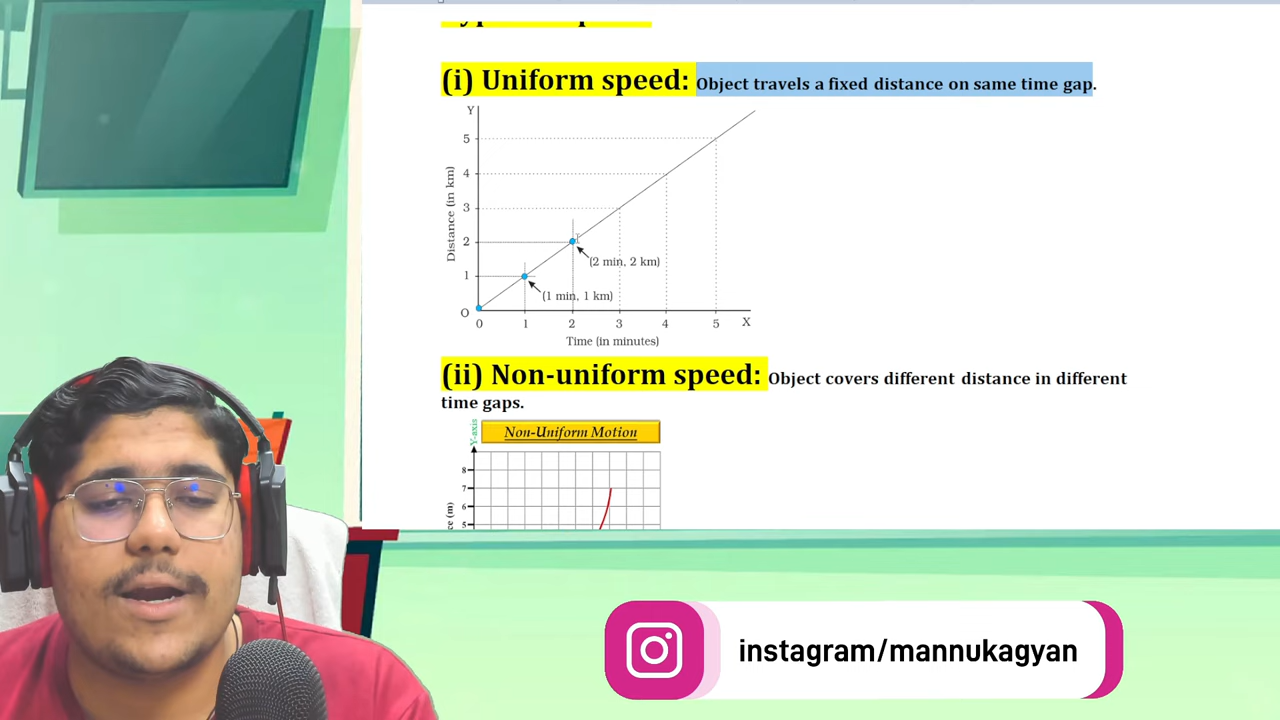 (i) Uniform speed: Object travels a fixed distance on same time gap.
Y
5
4
3
2
1
O
Distance (in km)
(2 min, 2 km)
(1 min, 1 km)
0 1 2 3 4 5 X
Time (in minutes)
(ii) Non-uniform speed: Object covers different distance in different
time gaps.
Y-axis
Non-Uniform Motion
8
7
6
5
instagram/mannukagyan